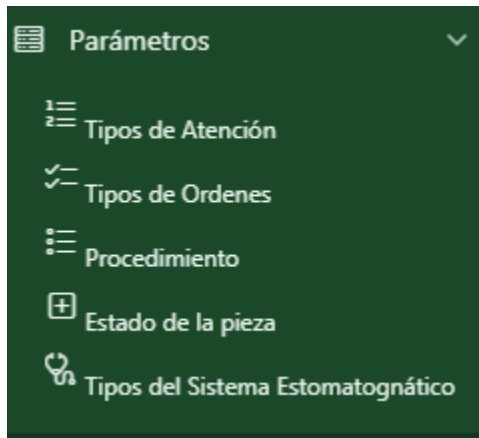 Parámetros
Tipos de Atención
Tipos de Ordenes
Procedimiento
Estado de la pieza
Tipos del Sistema Estomatognático